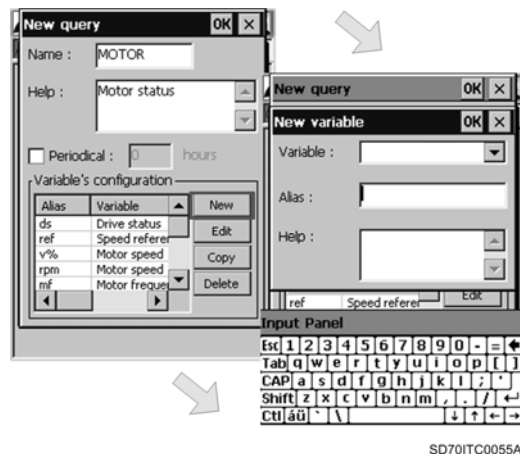 New query OK ×
Name : MOTOR
Help : Motor status
Periodical : 0 hours
Variable's configuration
Alias Variable New
ds Drive status
ref Speed referer Edit
v% Motor speed
rpm Motor speed Copy
mf Motor frequer Delete
New query OK ×
New variable OK ×
Variable :
Alias :
Help :
ref Speed referer Edit
Input Panel
Esc 1 2 3 4 5 6 7 8 9 0 - =
Tab q w e r t y u i o p [ ]
CAP a s d f g h j k l ; '
Shift z x c v b n m , . /
Ctl áü ` \
SD70ITC0055A